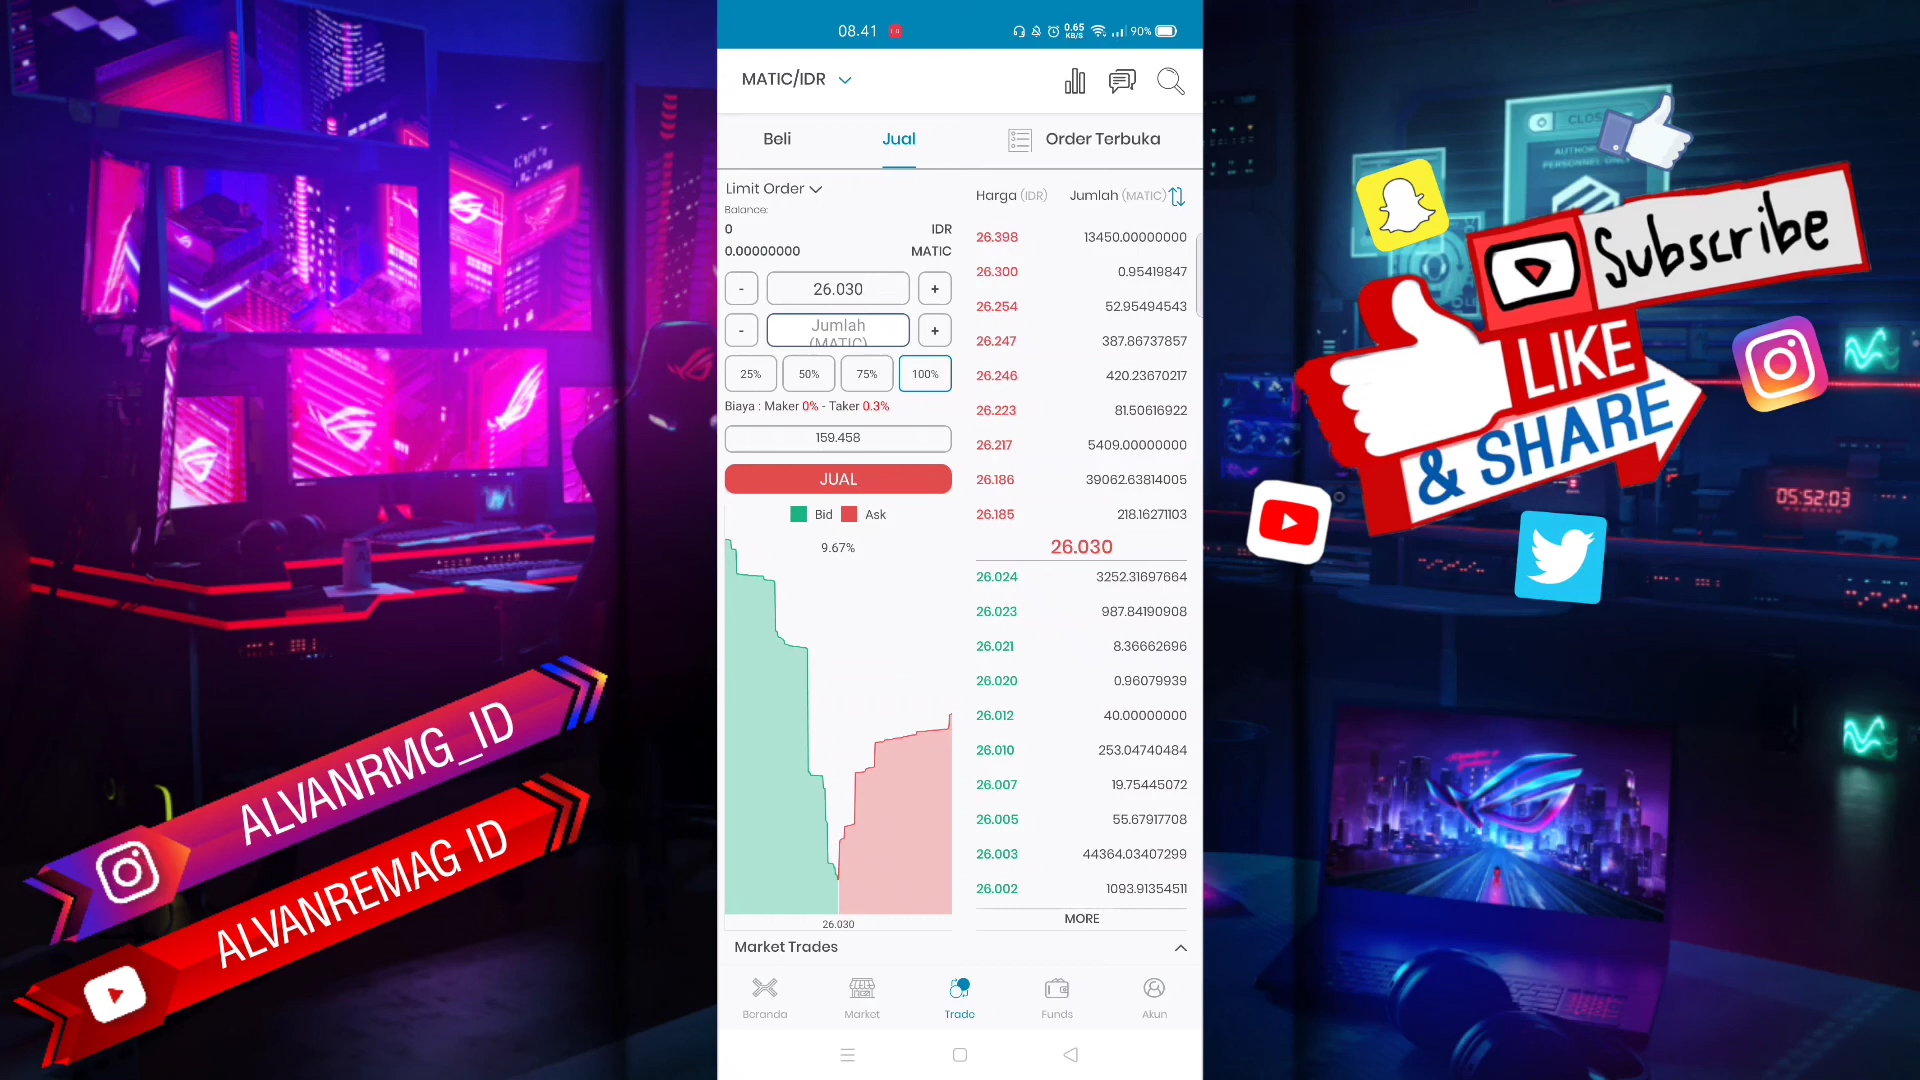 08.41
0.65
KB/S
90%
MATIC/IDR
Beli
Jual
Order Terbuka
Limit Order
Balance:
0 IDR
0.00000000 MATIC
- 26.030 +
- Jumlah (MATIC) +
25% 50% 75% 100%
Biaya : Maker 0% - Taker 0.3%
159.458
JUAL
Bid Ask
9.67%
26.030
Harga (IDR) Jumlah (MATIC)
26.398 13450.00000000
26.300 0.95419847
26.254 52.95494543
26.247 387.86737857
26.246 420.23670217
26.223 81.50616922
26.217 5409.00000000
26.186 39062.63814005
26.185 218.16271103
26.030
26.024 3252.31697664
26.023 987.84190908
26.021 8.36662696
26.020 0.96079939
26.012 40.00000000
26.010 253.04740484
26.007 19.75445072
26.005 55.67917708
26.003 44364.03407299
26.002 1093.91354511
MORE
Market Trades
Beranda
Market
Trade
Funds
Akun
ALVANRMG_ID
ALVANREMAG ID
Subscribe
LIKE
& SHARE
05:52:03